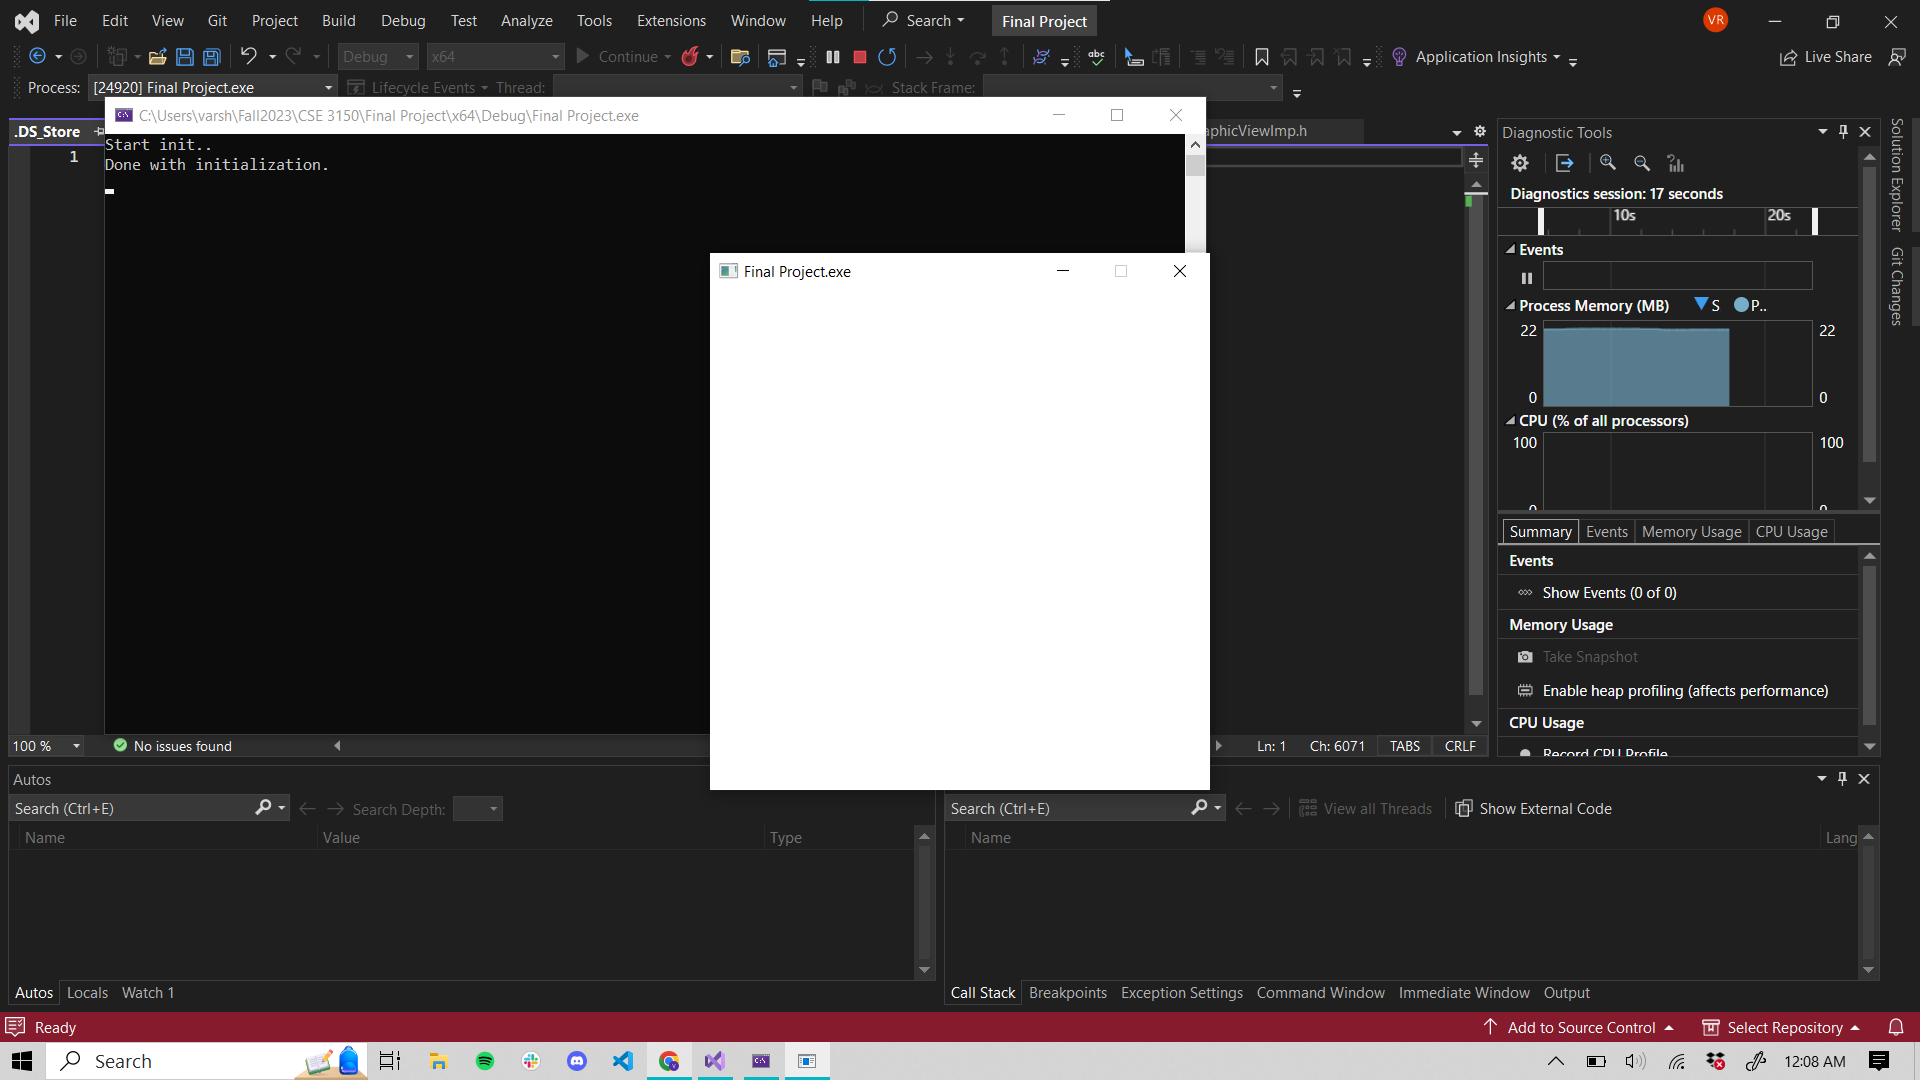 File Edit View Git Project Build Debug Test Analyze Tools Extensions Window Help Search Final Project VR
Debug x64 Continue abc Application Insights Live Share
Process: [24920] Final Project.exe Lifecycle Events Thread: Stack Frame:
C:\Users\varsh\Fall2023\CSE 3150\Final Project\x64\Debug\Final Project.exe
.DS_Store
aphicViewImp.h
1
Start init..
Done with initialization.
Final Project.exe
Diagnostic Tools
Diagnostics session: 17 seconds
10s 20s
Events
Process Memory (MB) S P..
22 22
0 0
CPU (% of all processors)
100 100
0 0
Summary Events Memory Usage CPU Usage
Events
Show Events (0 of 0)
Memory Usage
Take Snapshot
Enable heap profiling (affects performance)
CPU Usage
Record CPU Profile
Solution Explorer
Git Changes
100 % No issues found Ln: 1 Ch: 6071 TABS CRLF
Autos
Search (Ctrl+E) Search Depth:
Name Value Type
Autos Locals Watch 1
Search (Ctrl+E) View all Threads Show External Code
Name Lang
Call Stack Breakpoints Exception Settings Command Window Immediate Window Output
Ready Add to Source Control Select Repository
Search 12:08 AM